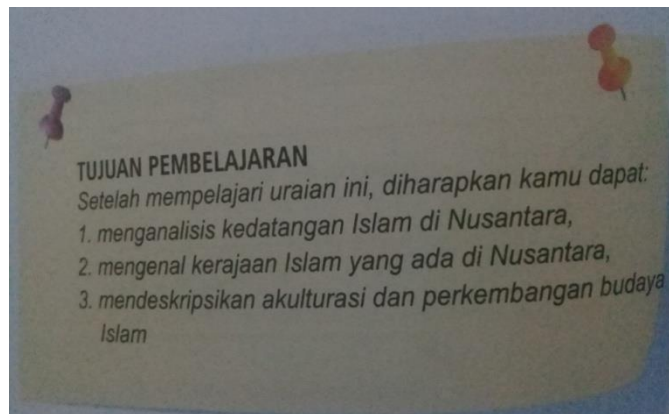 TUJUAN PEMBELAJARAN
Setelah mempelajari uraian ini, diharapkan kamu dapat:
1. menganalisis kedatangan Islam di Nusantara,
2. mengenal kerajaan Islam yang ada di Nusantara,
3. mendeskripsikan akulturasi dan perkembangan budaya
Islam